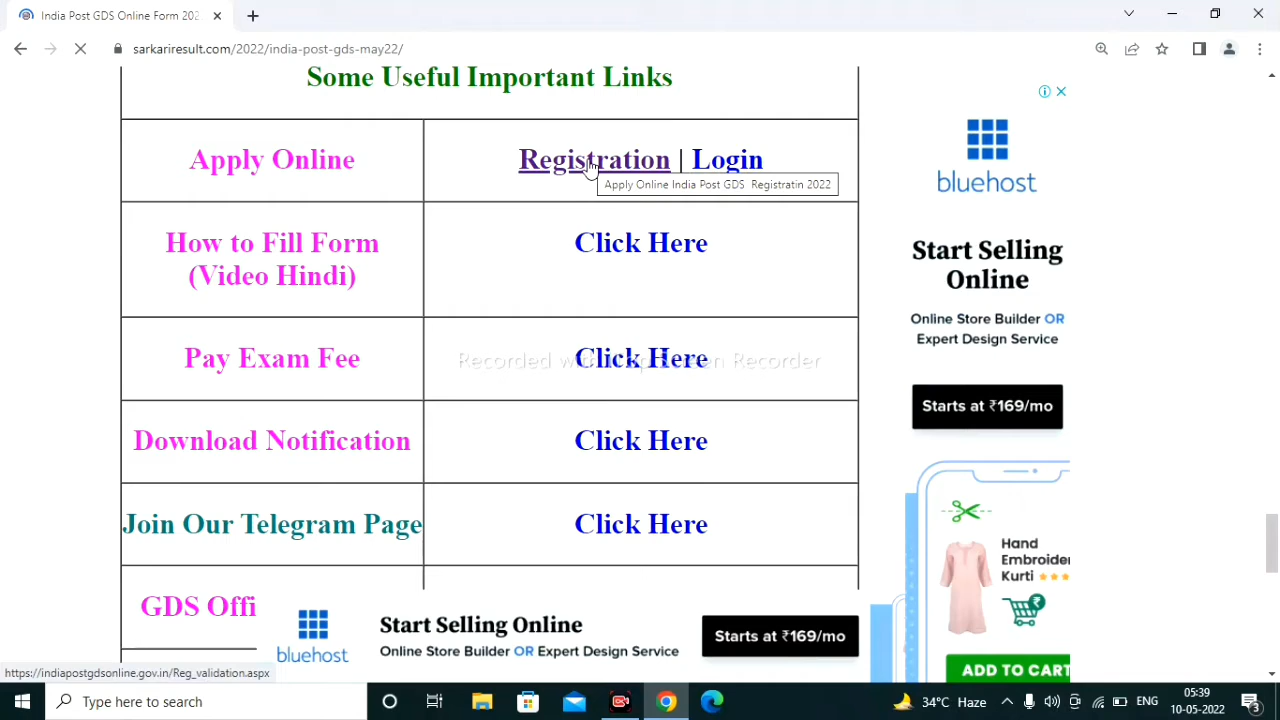 India Post GDS Online Form 202
sarkariresult.com/2022/india-post-gds-may22/
Some Useful Important Links
Apply Online
Registration | Login
Apply Online India Post GDS Registratin 2022
How to Fill Form
(Video Hindi)
Click Here
Pay Exam Fee
Click Here
Recorded with
Screen Recorder
Download Notification
Click Here
Join Our Telegram Page
Click Here
GDS Offi
bluehost
Start Selling
Online
Online Store Builder OR
Expert Design Service
Starts at ₹169/mo
Hand
Embroider
Kurti
ADD TO CART
bluehost
Start Selling Online
Online Store Builder OR Expert Design Service
Starts at ₹169/mo
https://indiapostgdsonline.gov.in/Reg_validation.aspx
Type here to search
34°C Haze
ENG
05:39
10-05-2022
3